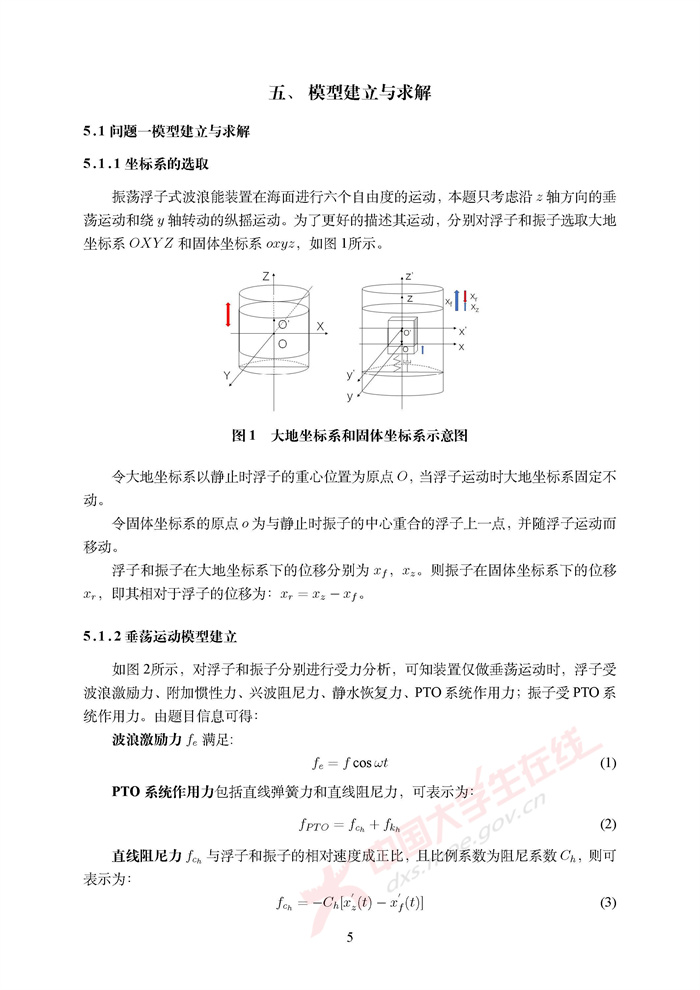 五、 模型建立与求解
5.1 问题一模型建立与求解
5.1.1 坐标系的选取
振荡浮子式波浪能装置在海面进行六个自由度的运动，本题只考虑沿 z 轴方向的垂
荡运动和绕 y 轴转动的纵摇运动。为了更好的描述其运动，分别对浮子和振子选取大地
坐标系 OXYZ 和固体坐标系 oxyz，如图 1所示。
Z
O'
X
O
Y
z'
z
x_f
x_r
x_z
O'
x'
O
x
y'
y
图 1 大地坐标系和固体坐标系示意图
令大地坐标系以静止时浮子的重心位置为原点 O，当浮子运动时大地坐标系固定不
动。
令固体坐标系的原点 o 为与静止时振子的中心重合的浮子上一点，并随浮子运动而
移动。
浮子和振子在大地坐标系下的位移分别为 x_f，x_z。则振子在固体坐标系下的位移
x_r，即其相对于浮子的位移为：x_r = x_z − x_f。
5.1.2 垂荡运动模型建立
如图 2所示，对浮子和振子分别进行受力分析，可知装置仅做垂荡运动时，浮子受
波浪激励力、附加惯性力、兴波阻尼力、静水恢复力、PTO 系统作用力；振子受 PTO 系
统作用力。由题目信息可得：
波浪激励力 f_e 满足:
f_e = f cos ωt (1)
PTO 系统作用力包括直线弹簧力和直线阻尼力，可表示为：
f_{PTO} = f_{c_h} + f_{k_h} (2)
直线阻尼力 f_{c_h} 与浮子和振子的相对速度成正比，且比例系数为阻尼系数 C_h，则可
表示为：
f_{c_h} = −C_h[x_z'(t) − x_f'(t)] (3)
中国大学生在线
dxs.moe.gov.cn
5